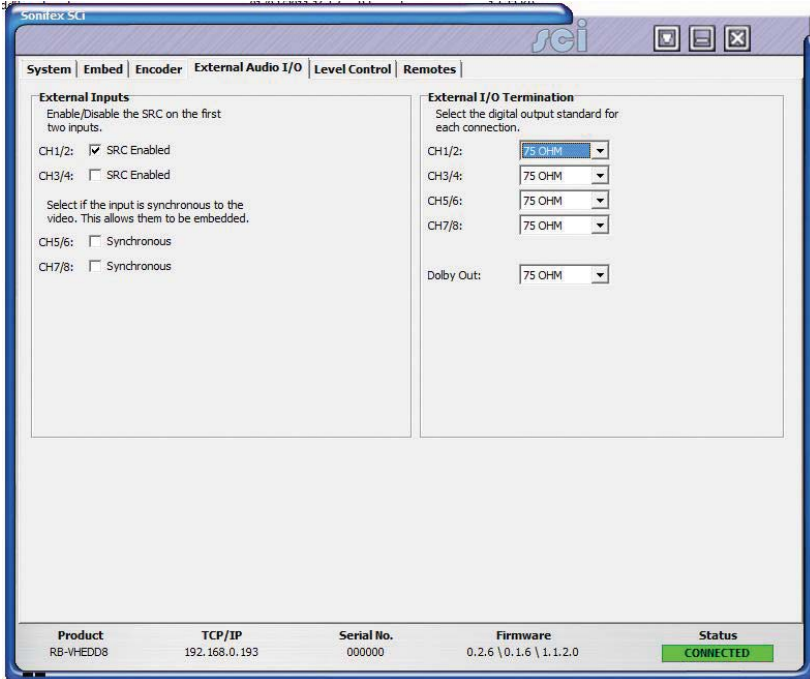 Sonifex SCi
sci
System Embed Encoder External Audio I/O Level Control Remotes
External Inputs
Enable/Disable the SRC on the first
two inputs.
CH1/2: SRC Enabled
CH3/4: SRC Enabled
Select if the input is synchronous to the
video. This allows them to be embedded.
CH5/6: Synchronous
CH7/8: Synchronous
External I/O Termination
Select the digital output standard for
each connection.
CH1/2: 75 OHM
CH3/4: 75 OHM
CH5/6: 75 OHM
CH7/8: 75 OHM
Dolby Out: 75 OHM
Product TCP/IP Serial No. Firmware Status
RB-VHEDD8 192.168.0.193 000000 0.2.6 \ 0.1.6 \ 1.1.2.0 CONNECTED